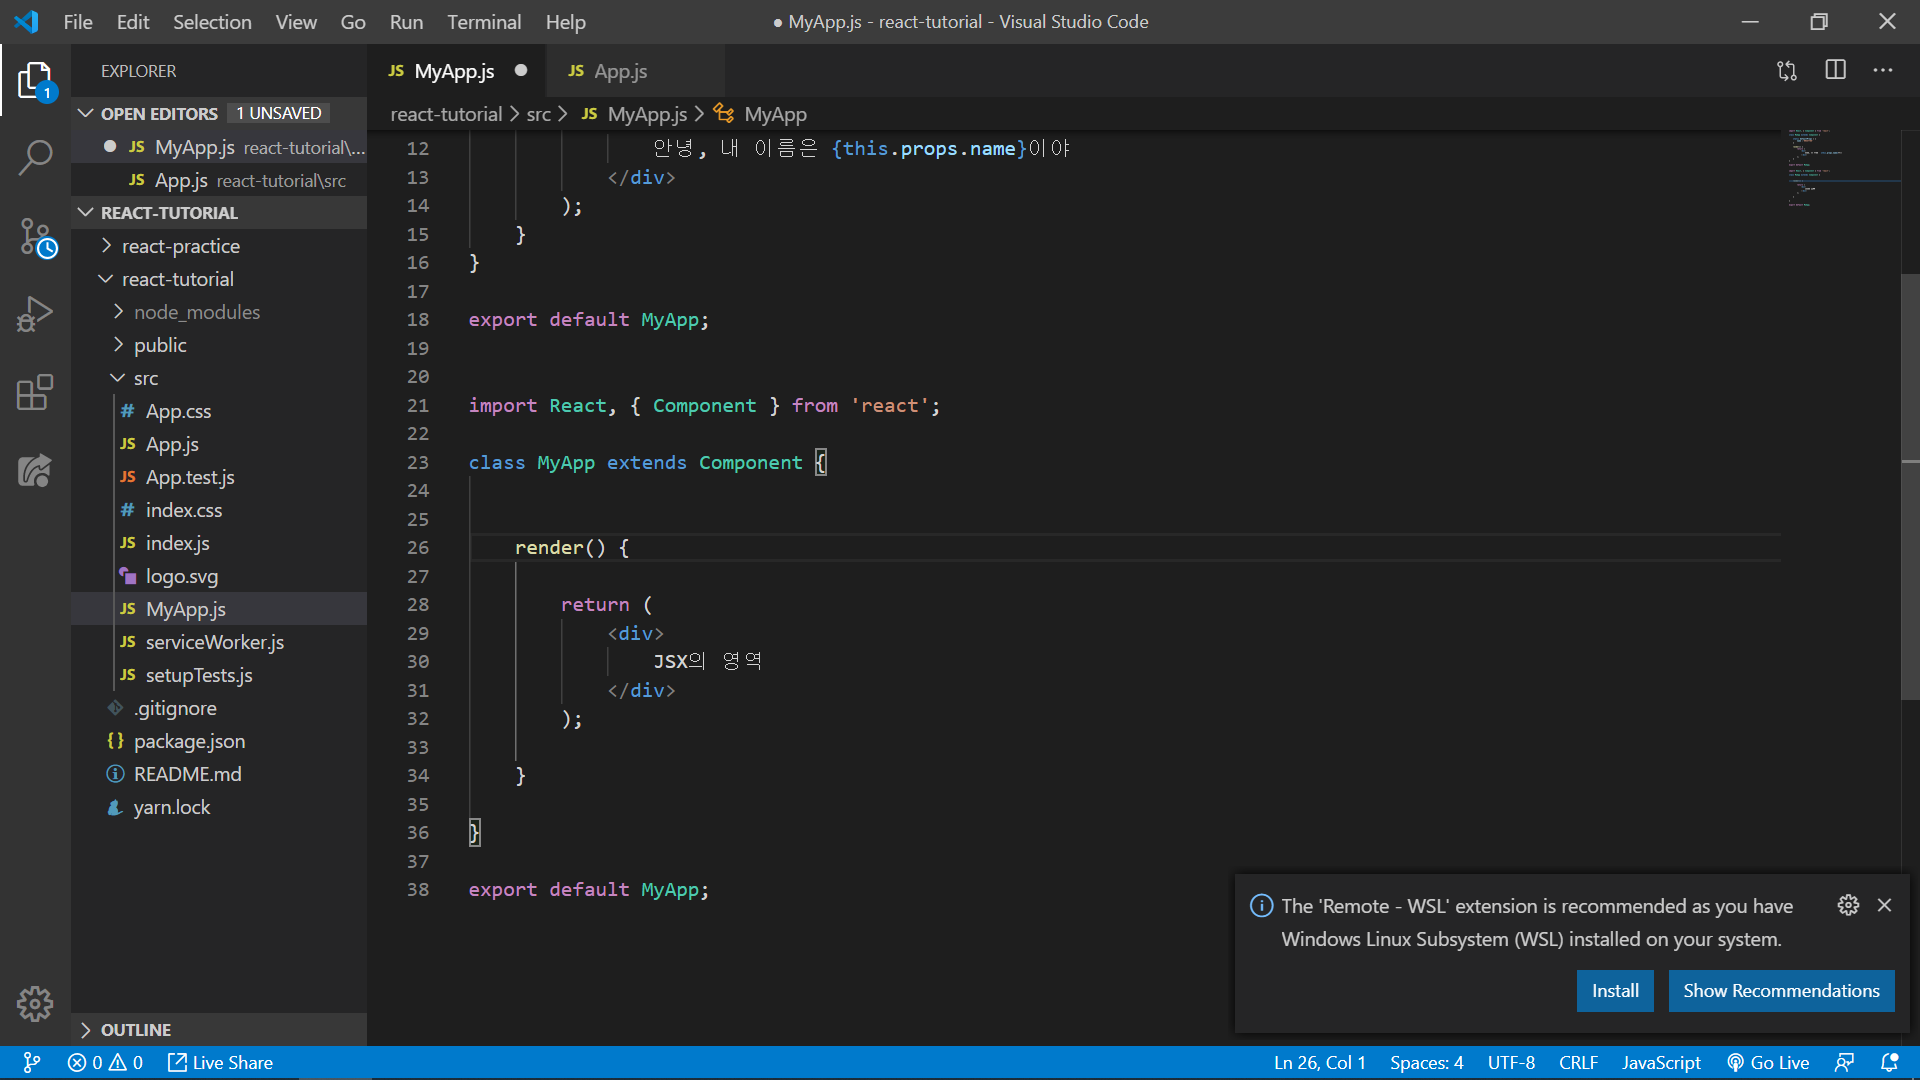 File Edit Selection View Go Run Terminal Help
● MyApp.js - react-tutorial - Visual Studio Code
1
EXPLORER
OPEN EDITORS 1 UNSAVED
JS MyApp.js react-tutorial\...
JS App.js react-tutorial\src
REACT-TUTORIAL
react-practice
react-tutorial
node_modules
public
src
# App.css
JS App.js
JS App.test.js
# index.css
JS index.js
logo.svg
JS MyApp.js
JS serviceWorker.js
JS setupTests.js
.gitignore
{} package.json
README.md
yarn.lock
OUTLINE
JS MyApp.js ●
JS App.js
react-tutorial > src > JS MyApp.js > MyApp
12 안녕, 내 이름은 {this.props.name}이야
13 </div>
14 );
15 }
16 }
17
18 export default MyApp;
19
20
21 import React, { Component } from 'react';
22
23 class MyApp extends Component {
24
25
26 render() {
27
28 return (
29 <div>
30 JSX의 영역
31 </div>
32 );
33
34 }
35
36 }
37
38 export default MyApp;
The 'Remote - WSL' extension is recommended as you have
Windows Linux Subsystem (WSL) installed on your system.
Install
Show Recommendations
0 0 Live Share
Ln 26, Col 1 Spaces: 4 UTF-8 CRLF JavaScript Go Live